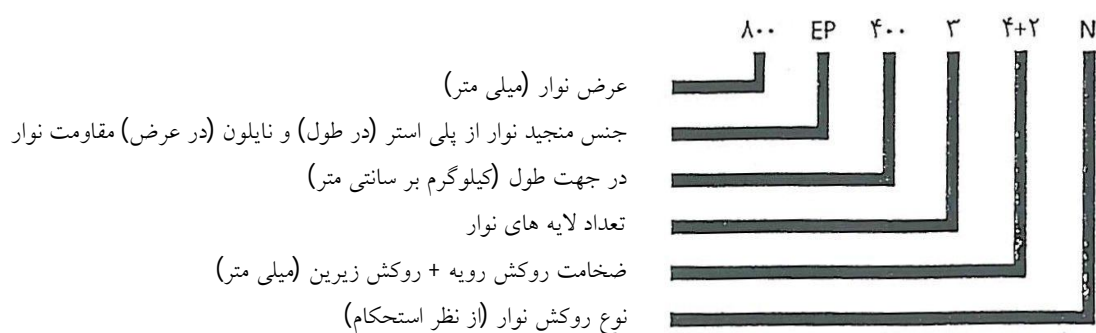 ۸۰۰ EP ۴۰۰ ۳ ۴+۲ N
عرض نوار (میلی متر)
جنس منجید نوار از پلی استر (در طول) و نایلون (در عرض) مقاومت نوار
در جهت طول (کیلوگرم بر سانتی متر)
تعداد لایه های نوار
ضخامت روکش رویه + روکش زیرین (میلی متر)
نوع روکش نوار (از نظر استحکام)